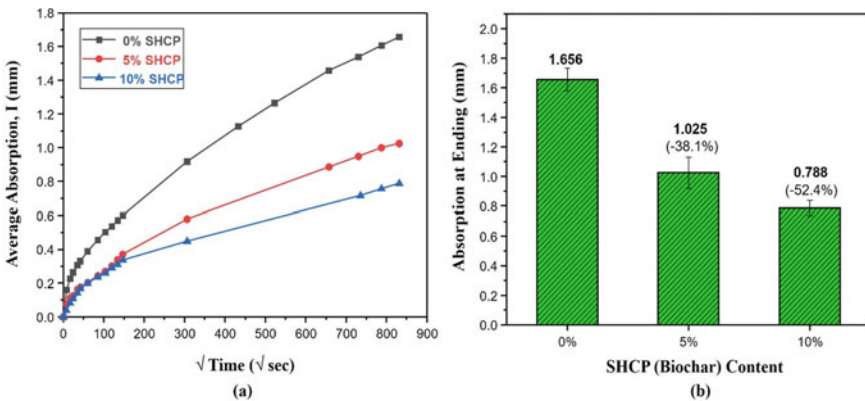 1.8
1.6
1.4
1.2
1.0
0.8
0.6
0.4
0.2
0.0
Average Absorption, I (mm)
0% SHCP
5% SHCP
10% SHCP
0 100 200 300 400 500 600 700 800 900
√ Time (√ sec)
(a)
2.0
1.8
1.6
1.4
1.2
1.0
0.8
0.6
0.4
0.2
0.0
Absorption at Ending (mm)
1.656
1.025
(-38.1%)
0.788
(-52.4%)
0% 5% 10%
SHCP (Biochar) Content
(b)